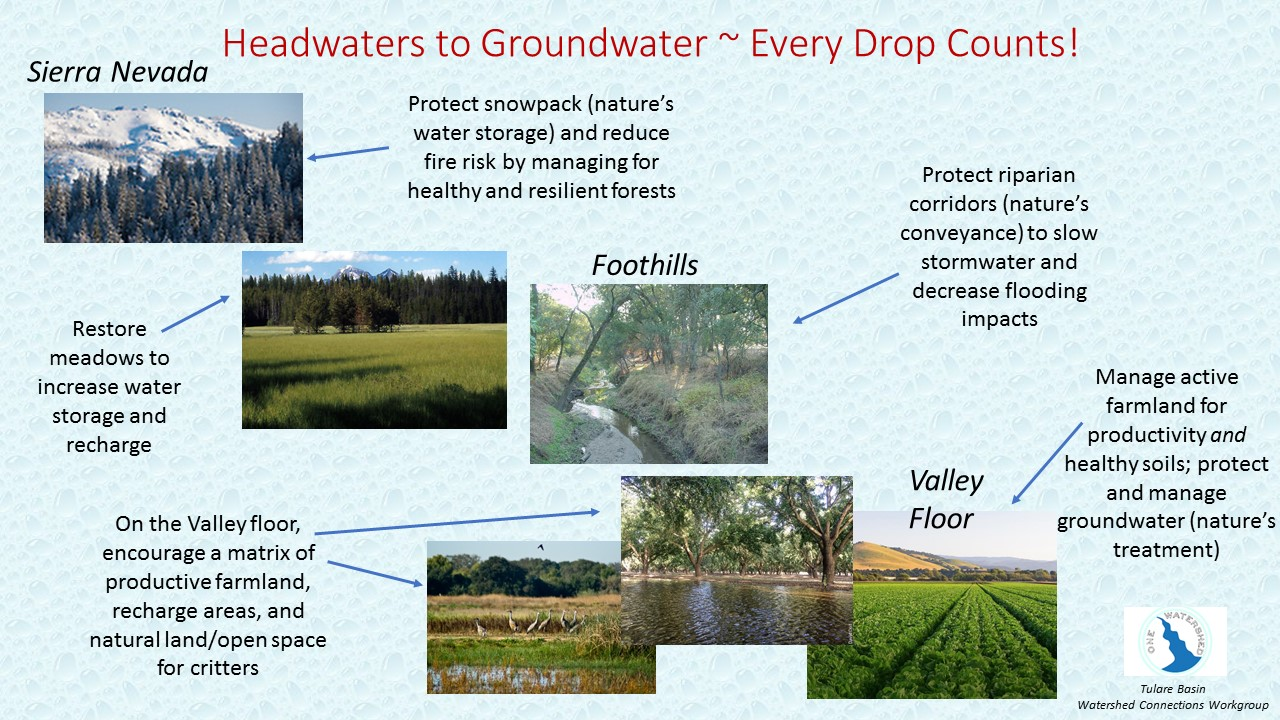 Headwaters to Groundwater ~ Every Drop Counts!
Sierra Nevada
Protect snowpack (nature’s
water storage) and reduce
fire risk by managing for
healthy and resilient forests
Protect riparian
corridors (nature’s
conveyance) to slow
stormwater and
decrease flooding
impacts
Foothills
Restore
meadows to
increase water
storage and
recharge
Manage active
farmland for
productivity and
healthy soils; protect
and manage
groundwater (nature’s
treatment)
Valley
Floor
On the Valley floor,
encourage a matrix of
productive farmland,
recharge areas, and
natural land/open space
for critters
ONE WATERSHED
Tulare Basin
Watershed Connections Workgroup